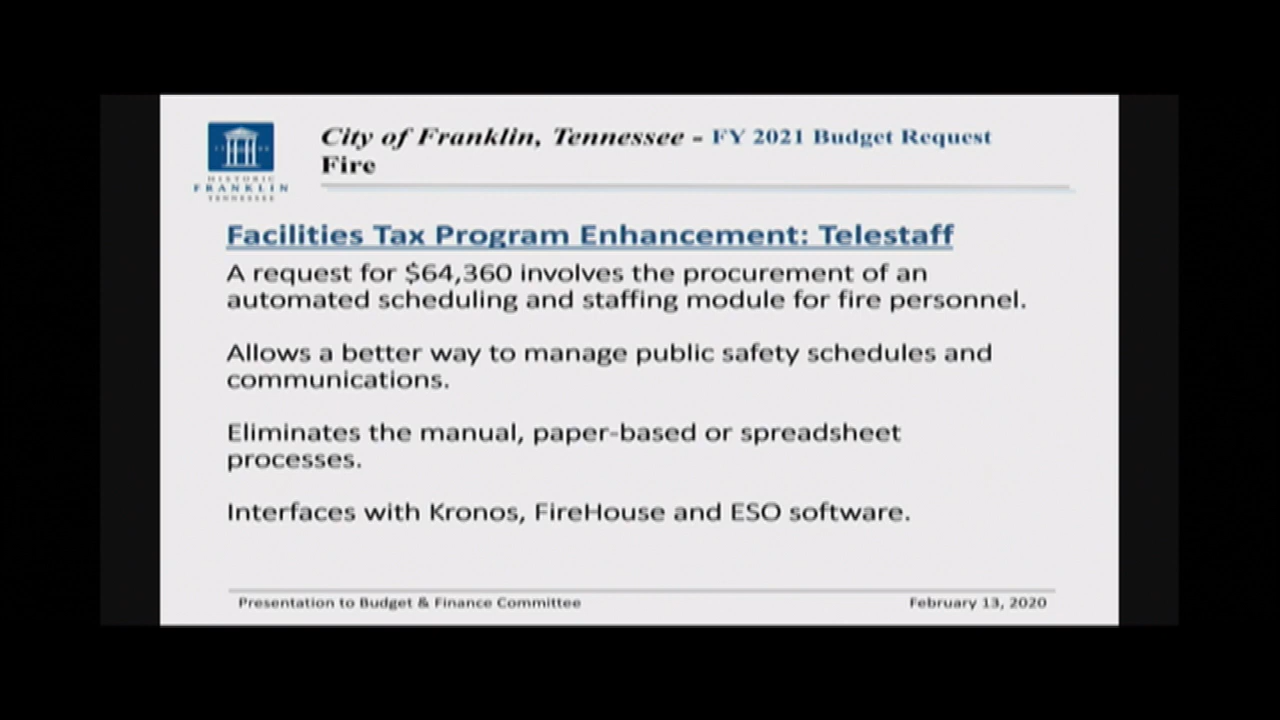 City of Franklin, Tennessee - FY 2021 Budget Request
Fire
HISTORIC
FRANKLIN
TENNESSEE
Facilities Tax Program Enhancement: Telestaff
A request for $64,360 involves the procurement of an
automated scheduling and staffing module for fire personnel.
Allows a better way to manage public safety schedules and
communications.
Eliminates the manual, paper-based or spreadsheet
processes.
Interfaces with Kronos, FireHouse and ESO software.
Presentation to Budget & Finance Committee
February 13, 2020